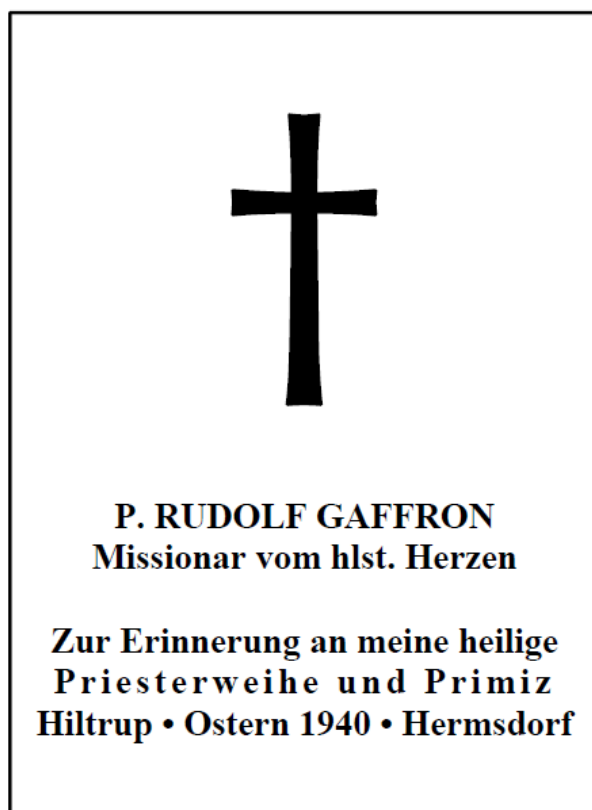 P. RUDOLF GAFFRON
Missionar vom hlst. Herzen
Zur Erinnerung an meine heilige
Priesterweihe und Primiz
Hiltrup • Ostern 1940 • Hermsdorf